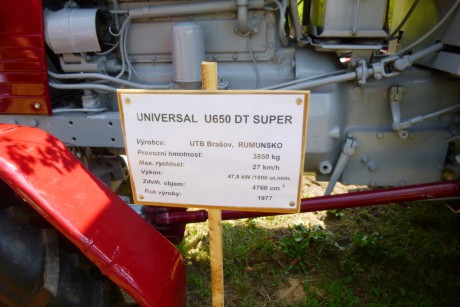 UNIVERSAL U650 DT SUPER
Výrobce: UTB Brašov, RUMUNSKO
Provozní hmotnost: 3850 kg
Max. rychlost: 27 km/h
Výkon: 47,8 kW /1800 ot./min.
Zdvih. objem: 4760 cm³
Rok výroby: 1977